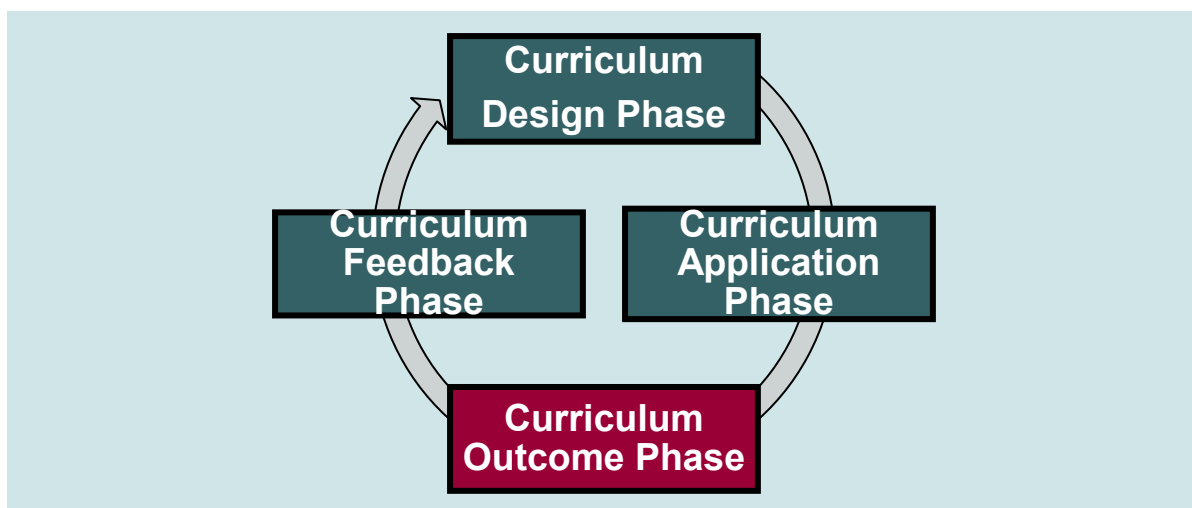 Curriculum
Design Phase
Curriculum
Feedback
Phase
Curriculum
Application
Phase
Curriculum
Outcome Phase